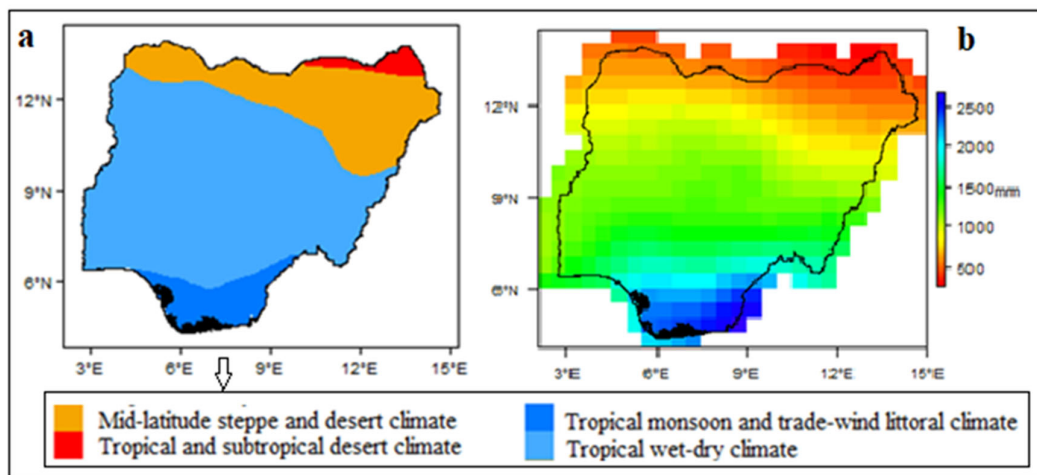 a
12°N
9°N
6°N
3°E 6°E 9°E 12°E 15°E
b
12°N
9°N
6°N
3°E 6°E 9°E 12°E 15°E
2500
2000
1500mm
1000
500
Mid-latitude steppe and desert climate
Tropical and subtropical desert climate
Tropical monsoon and trade-wind littoral climate
Tropical wet-dry climate